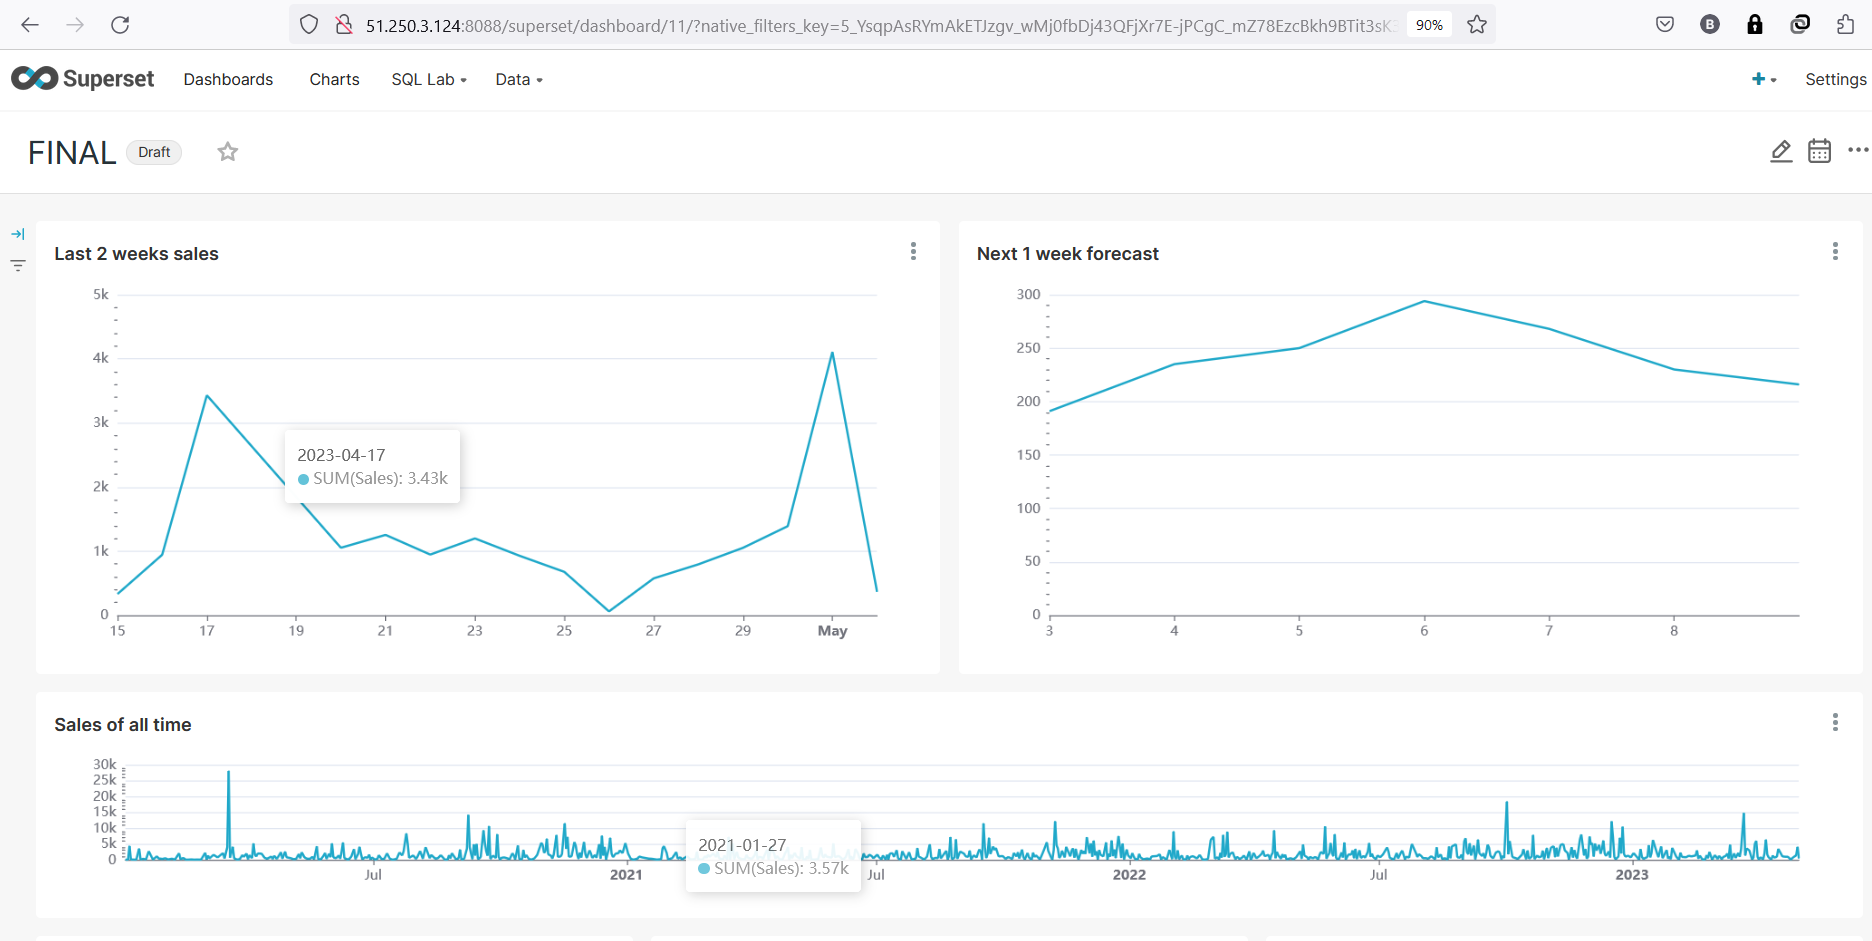 51.250.3.124:8088/superset/dashboard/11/?native_filters_key=5_YsqpAsRYmAkETJzgv_wMj0fbDj43QFjXr7E-jPCgC_mZ78EzcBkh9BTit3sK3 90%
B
Superset Dashboards Charts SQL Lab Data + Settings
FINAL Draft
Last 2 weeks sales
5k
4k
3k
2k
1k
0
15 17 19 21 23 25 27 29 May
2023-04-17
SUM(Sales): 3.43k
Next 1 week forecast
300
250
200
150
100
50
0
3 4 5 6 7 8
Sales of all time
30k
25k
20k
15k
10k
5k
0
Jul 2021 Jul 2022 Jul 2023
2021-01-27
SUM(Sales): 3.57k